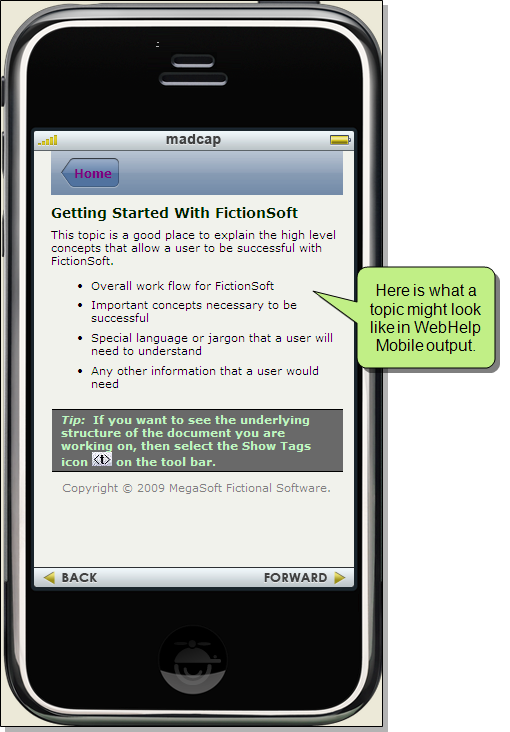 madcap
Home
Getting Started With FictionSoft
This topic is a good place to explain the high level
concepts that allow a user to be successful with
FictionSoft.
• Overall work flow for FictionSoft
• Important concepts necessary to be
successful
• Special language or jargon that a user will
need to understand
• Any other information that a user would
need
Here is what a
topic might look
like in WebHelp
Mobile output.
Tip: If you want to see the underlying
structure of the document you are
working on, then select the Show Tags
icon <t> on the tool bar.
Copyright © 2009 MegaSoft Fictional Software.
BACK FORWARD